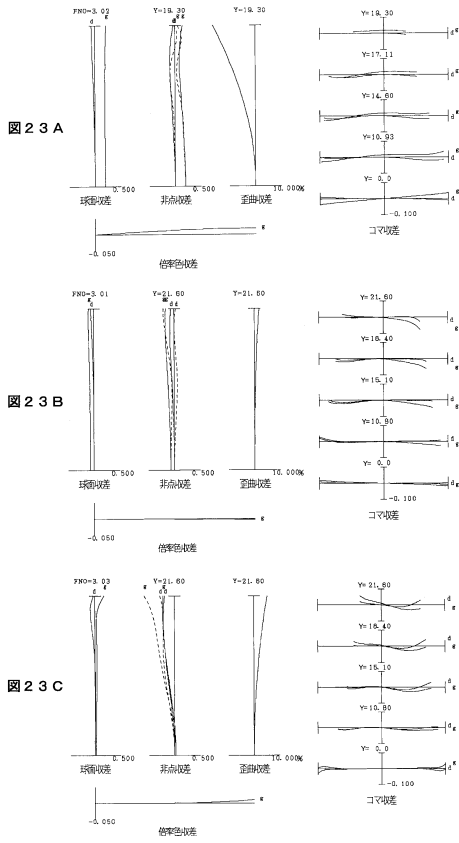 図23A
FNO=3.02
d
g
0.500
球面収差
Y=19.30
d
g g
0.500
非点収差
Y=19.30
10.000%
歪曲収差
-0.050
g
倍率色収差
Y=19.30
d g
Y=17.11
d g
Y=14.60
d g
Y=10.93
d g
Y= 0.0
g
d
-0.100
コマ収差
図23B
FNO=3.01
g
d
0.500
球面収差
Y=21.60
g
d d
0.500
非点収差
Y=21.60
10.000%
歪曲収差
-0.050
g
倍率色収差
Y=21.60
d
g
Y=18.40
d
g
Y=15.10
d
g
Y=10.80
d
g
Y= 0.0
d g
-0.100
コマ収差
図23C
FNO=3.03
d g
0.500
球面収差
Y=21.60
g g
d d
0.500
非点収差
Y=21.60
10.000%
歪曲収差
-0.050
g
倍率色収差
Y=21.60
d g
Y=18.40
d g
Y=15.10
d g
Y=10.80
d g
Y= 0.0
d g
-0.100
コマ収差